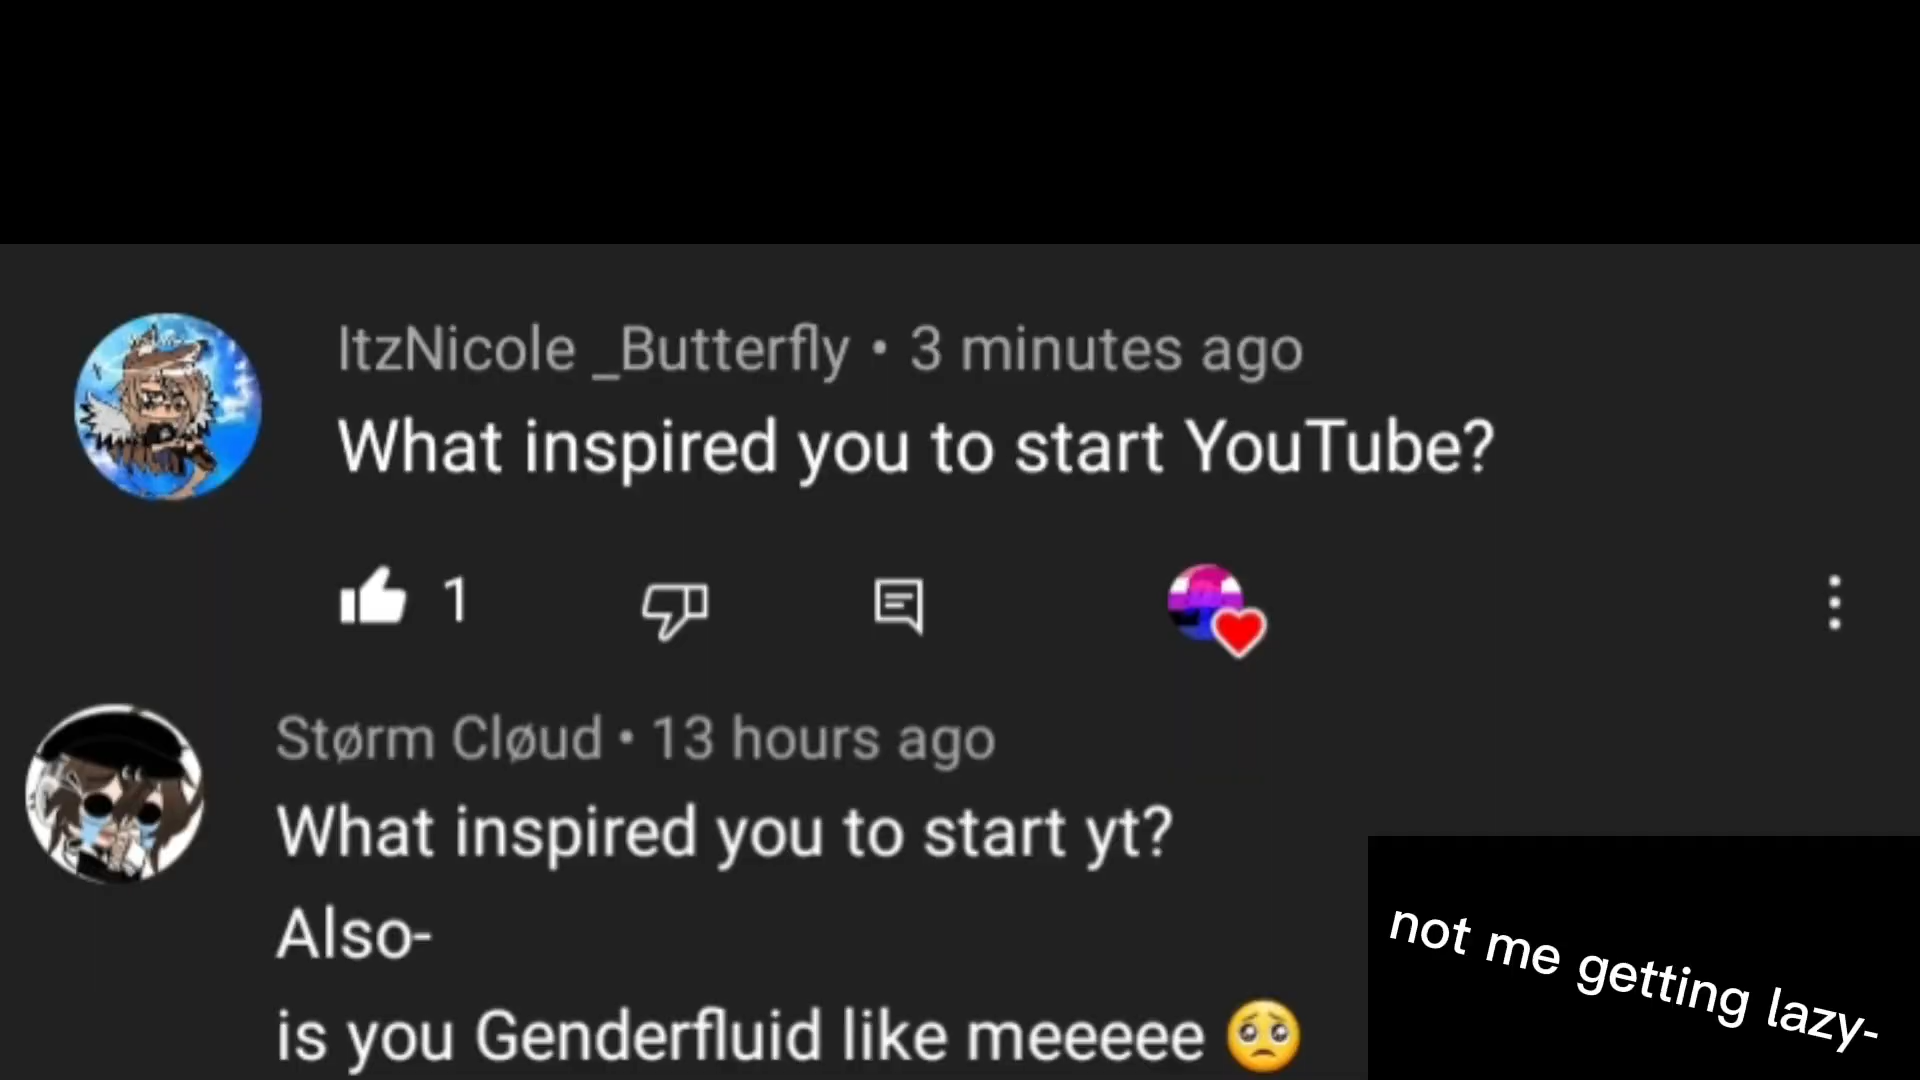 ItzNicole _Butterfly • 3 minutes ago
What inspired you to start YouTube?
1
Størm Cløud • 13 hours ago
What inspired you to start yt?
Also-
is you Genderfluid like meeeee 🥺
not me getting lazy-